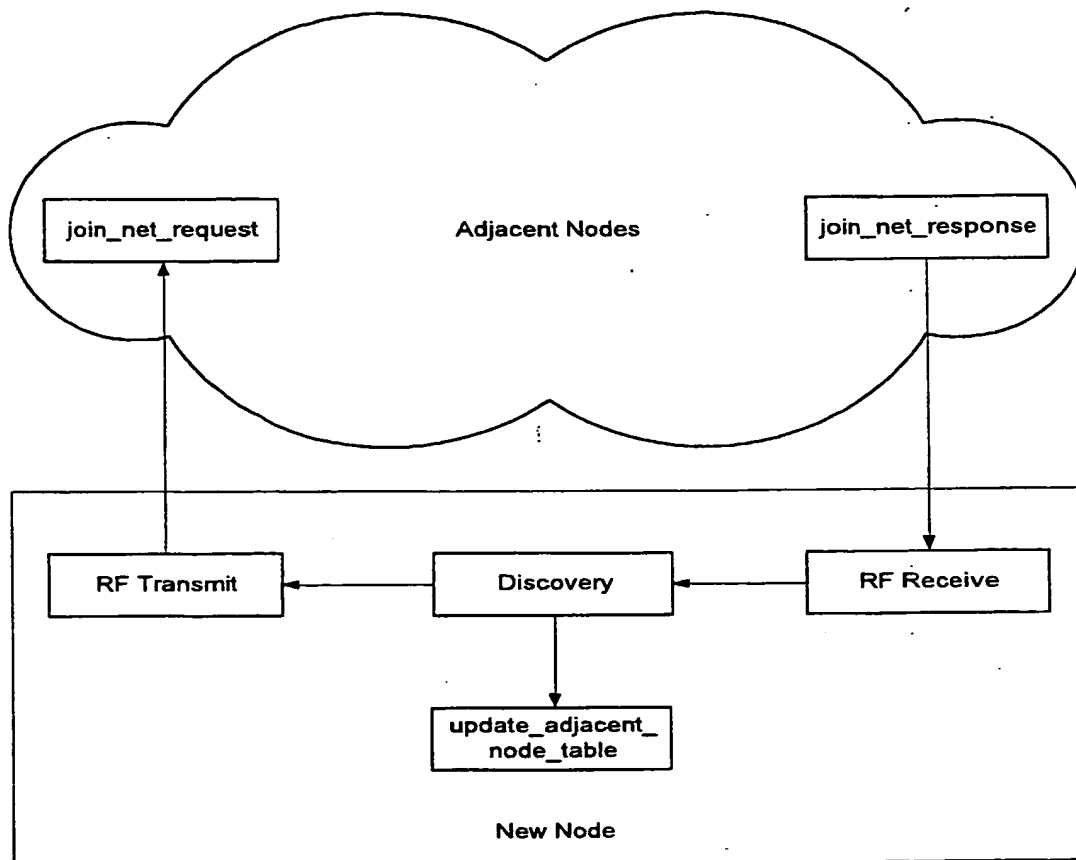 join_net_request
Adjacent Nodes
join_net_response
RF Transmit
Discovery
RF Receive
update_adjacent_
node_table
New Node